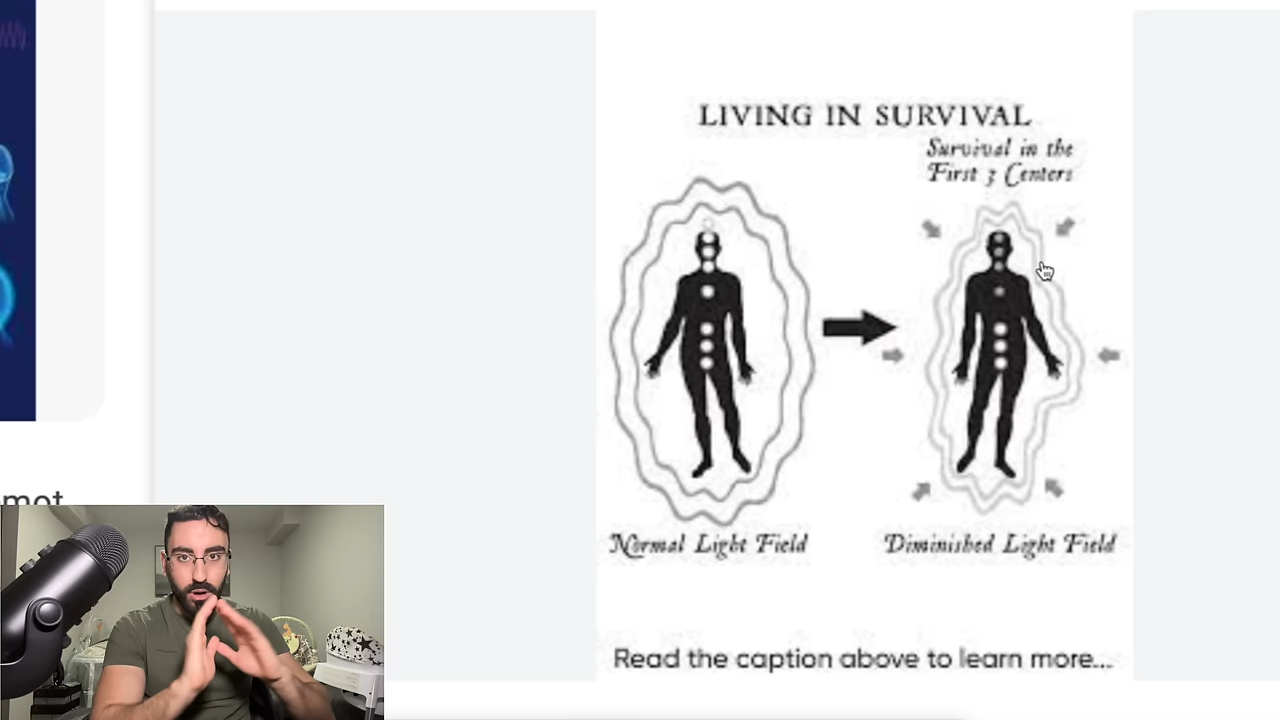 LIVING IN SURVIVAL
Survival in the
First 3 Centers
Normal Light Field
Diminished Light Field
Read the caption above to learn more...